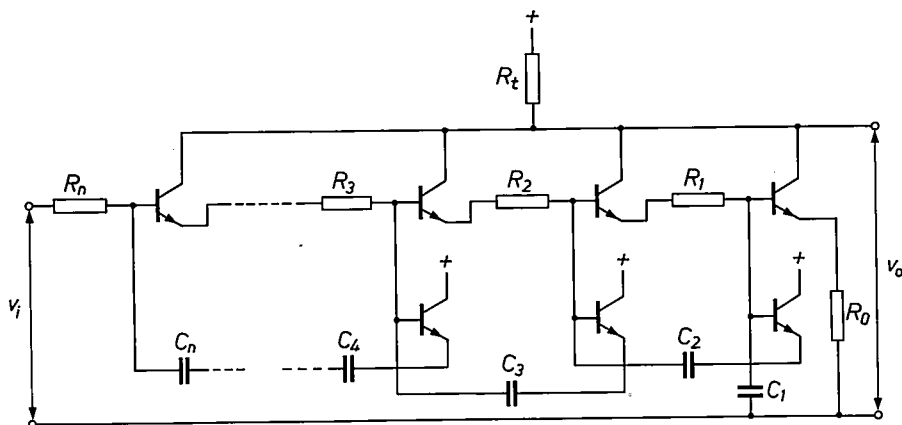 +
R_t
R_n
R_3
R_2
R_1
+
+
+
v_i
v_o
R_0
C_n
C_4
C_3
C_2
C_1